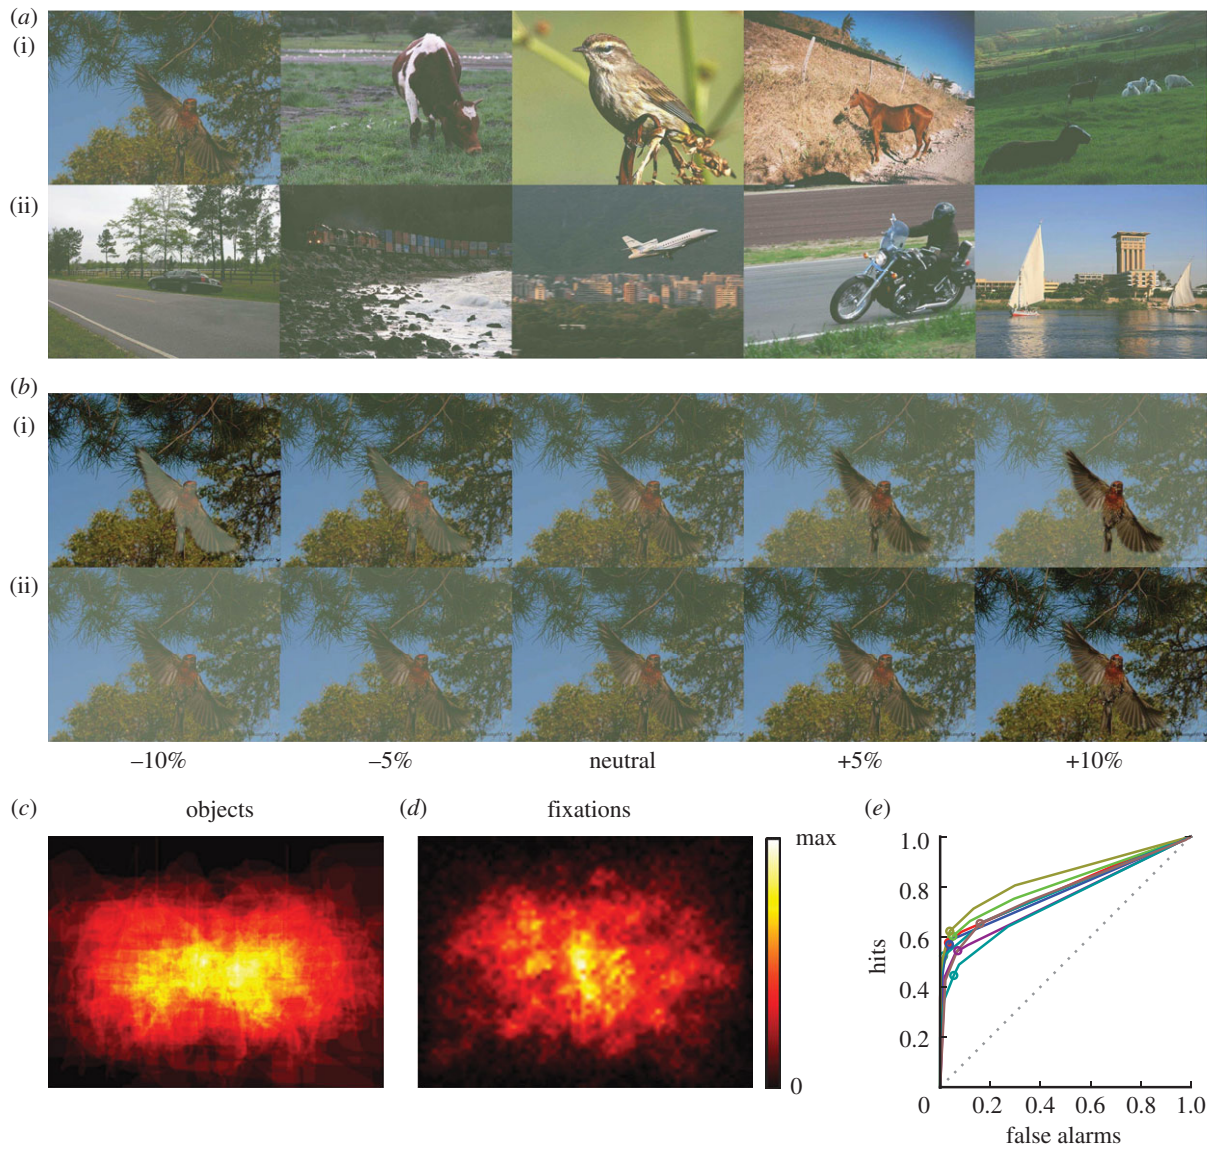 (a)
(i)
(ii)
(b)
(i)
(ii)
–10% –5% neutral +5% +10%
(c) objects (d) fixations (e)
max
0
1.0
0.8
0.6
0.4
0.2
hits
0 0.2 0.4 0.6 0.8 1.0
false alarms